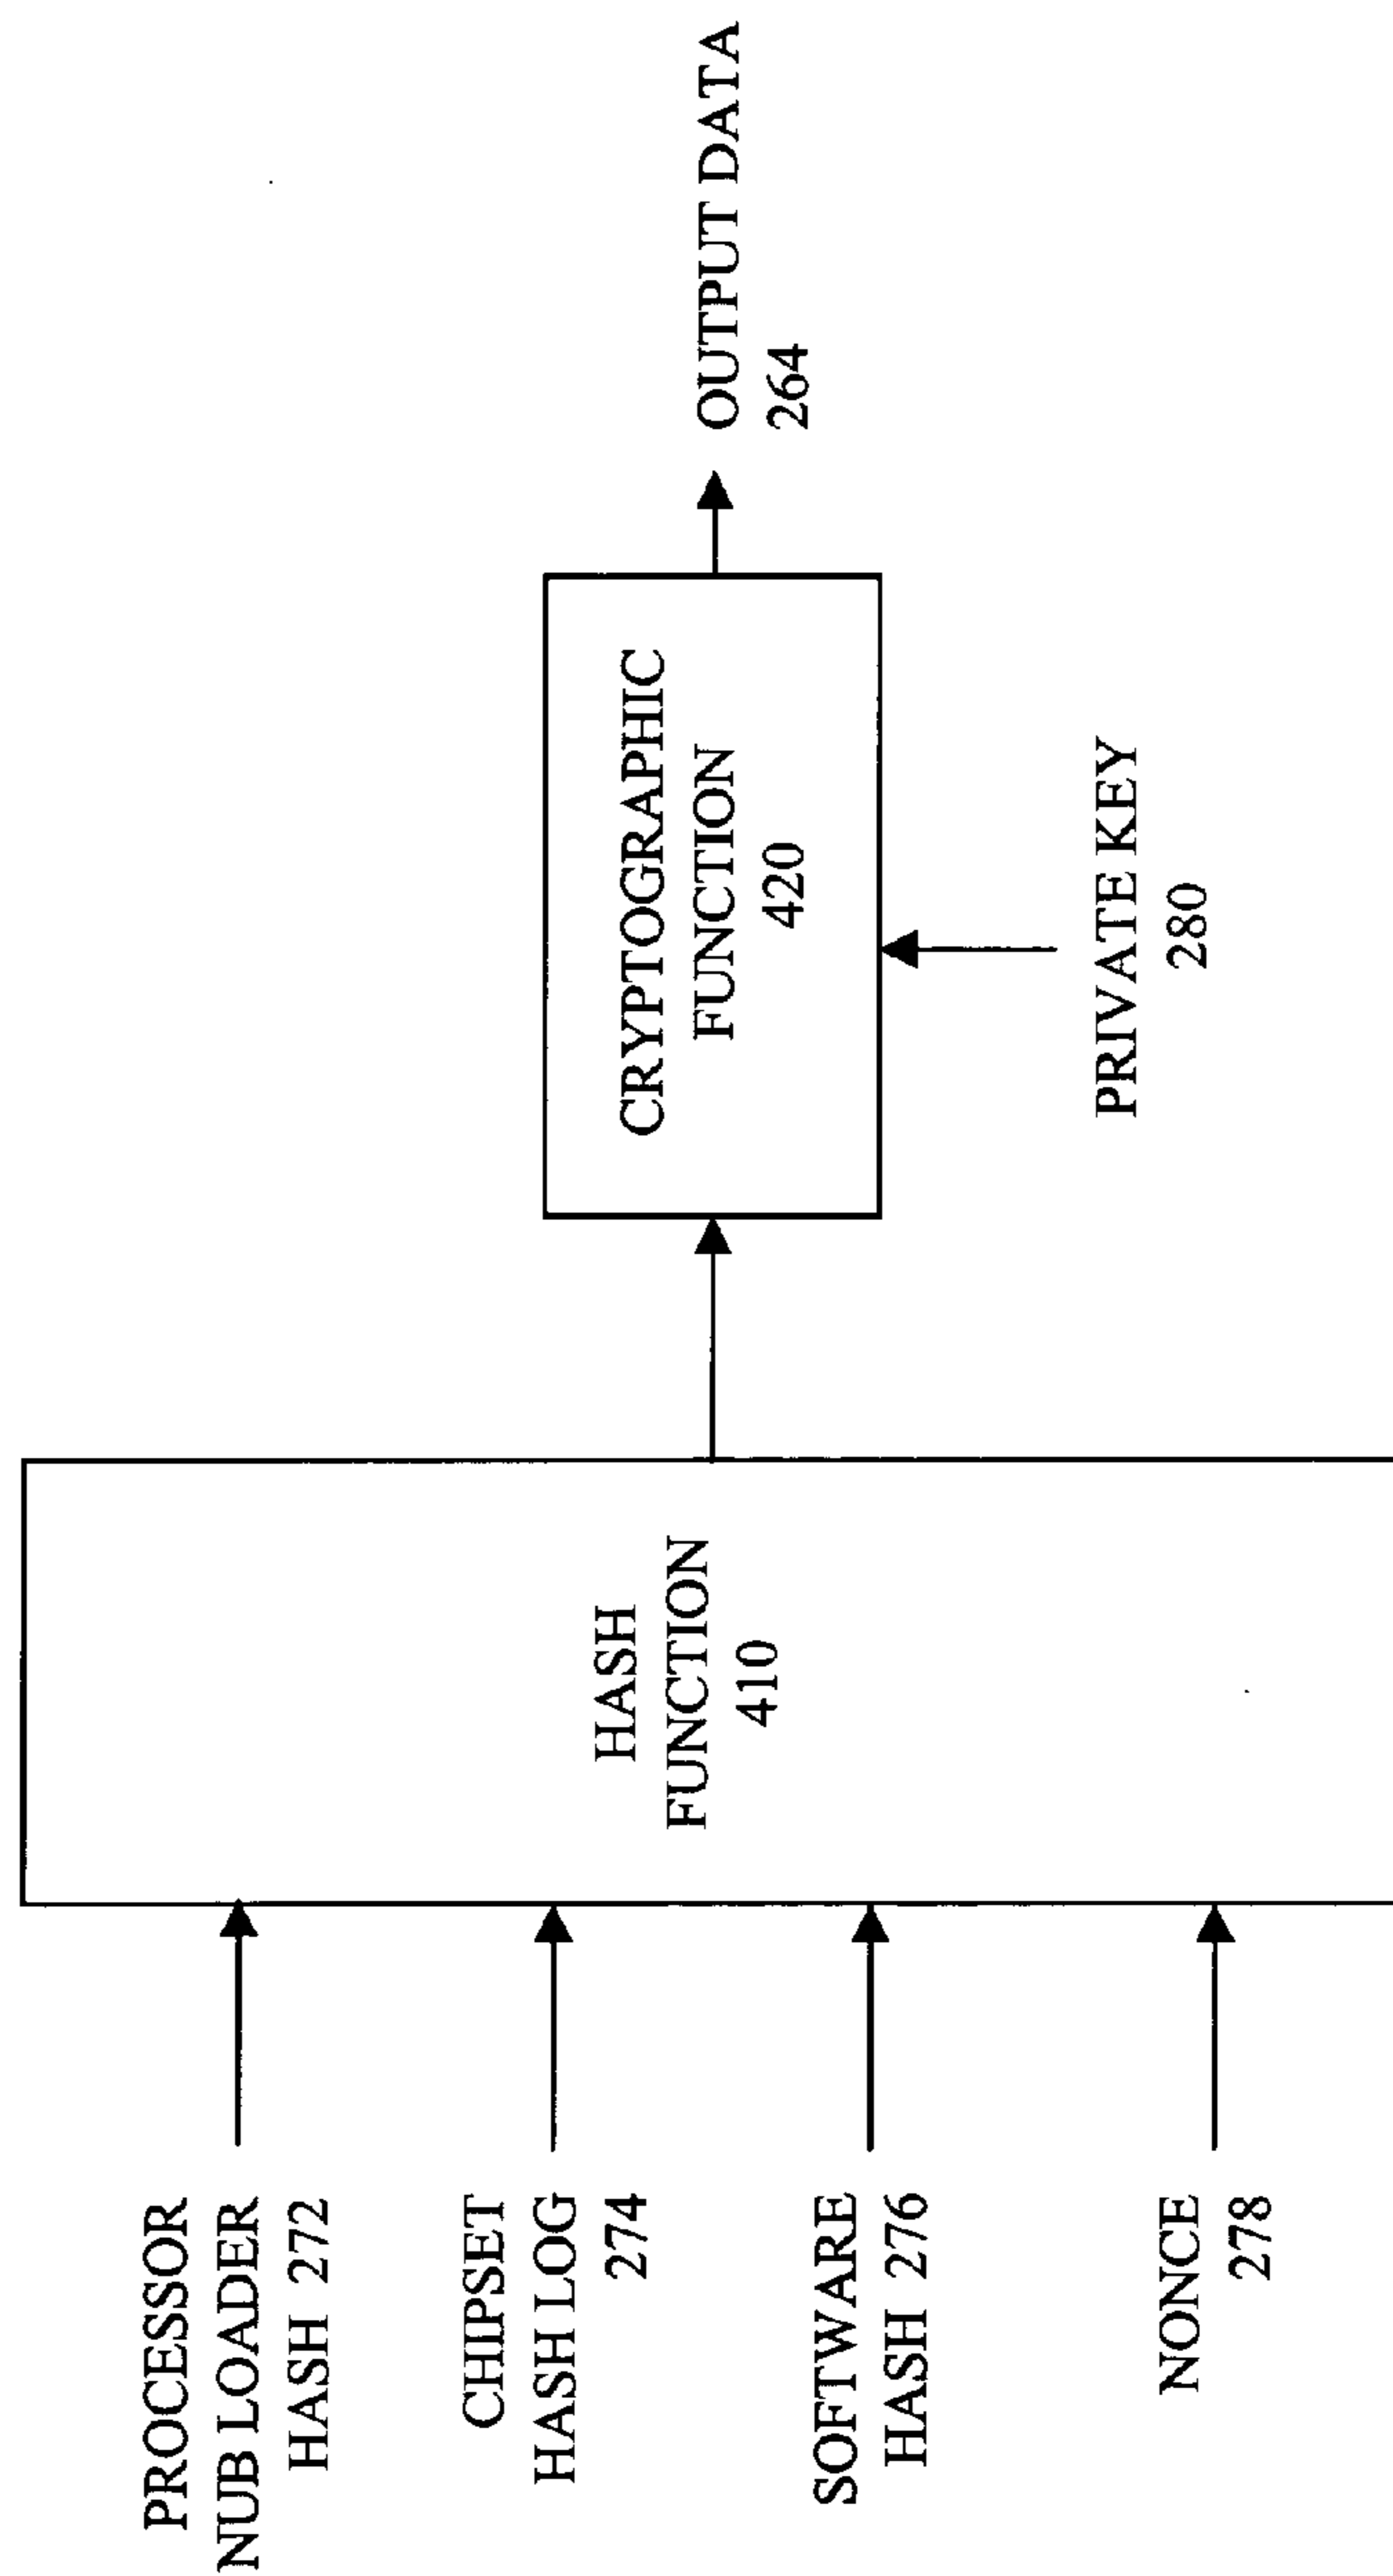 PROCESSOR
NUB LOADER
HASH 272
CHIPSET
HASH LOG
274
SOFTWARE
HASH 276
NONCE
278
HASH
FUNCTION
410
CRYPTOGRAPHIC
FUNCTION
420
PRIVATE KEY
280
OUTPUT DATA
264